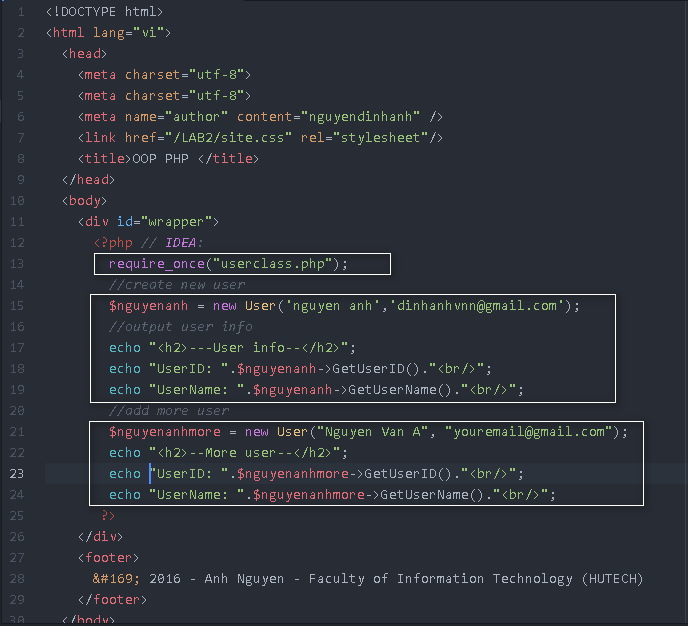 1 <!DOCTYPE html>
2 <html lang="vi">
3 <head>
4 <meta charset="utf-8">
5 <meta charset="utf-8">
6 <meta name="author" content="nguyendinhanh" />
7 <link href="/LAB2/site.css" rel="stylesheet"/>
8 <title>OOP PHP </title>
9 </head>
10 <body>
11 <div id="wrapper">
12 <?php // IDEA:
13 require_once("userclass.php");
14 //create new user
15 $nguyenanh = new User('nguyen anh','dinhanhvnn@gmail.com');
16 //output user info
17 echo "<h2>---User info--</h2>";
18 echo "UserID: ".$nguyenanh->GetUserID()."<br/>";
19 echo "UserName: ".$nguyenanh->GetUserName()."<br/>";
20 //add more user
21 $nguyenanhmore = new User("Nguyen Van A", "youremail@gmail.com");
22 echo "<h2>--More user--</h2>";
23 echo "UserID: ".$nguyenanhmore->GetUserID()."<br/>";
24 echo "UserName: ".$nguyenanhmore->GetUserName()."<br/>";
25 ?>
26 </div>
27 <footer>
28 &#169; 2016 - Anh Nguyen - Faculty of Information Technology (HUTECH)
29 </footer>
30 </body>